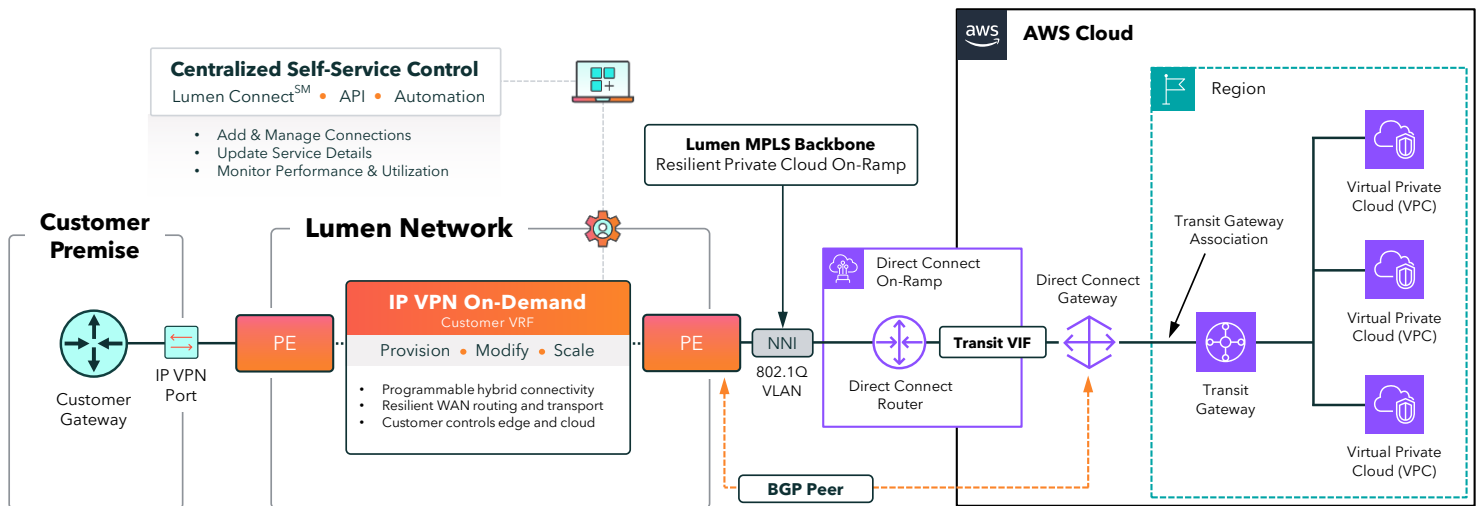 aws
AWS Cloud
Centralized Self-Service Control
Lumen Connect℠ • API • Automation
• Add & Manage Connections
• Update Service Details
• Monitor Performance & Utilization
Lumen MPLS Backbone
Resilient Private Cloud On-Ramp
Region
Virtual Private
Cloud (VPC)
Customer
Premise
Lumen Network
Transit Gateway
Association
Direct Connect
On-Ramp
Direct Connect
Gateway
IP VPN On-Demand
Customer VRF
Provision • Modify • Scale
• Programmable hybrid connectivity
• Resilient WAN routing and transport
• Customer controls edge and cloud
PE
PE
NNI
802.1Q
VLAN
Transit VIF
Virtual Private
Cloud (VPC)
IP VPN
Port
Customer
Gateway
Direct Connect
Router
Transit
Gateway
Virtual Private
Cloud (VPC)
BGP Peer